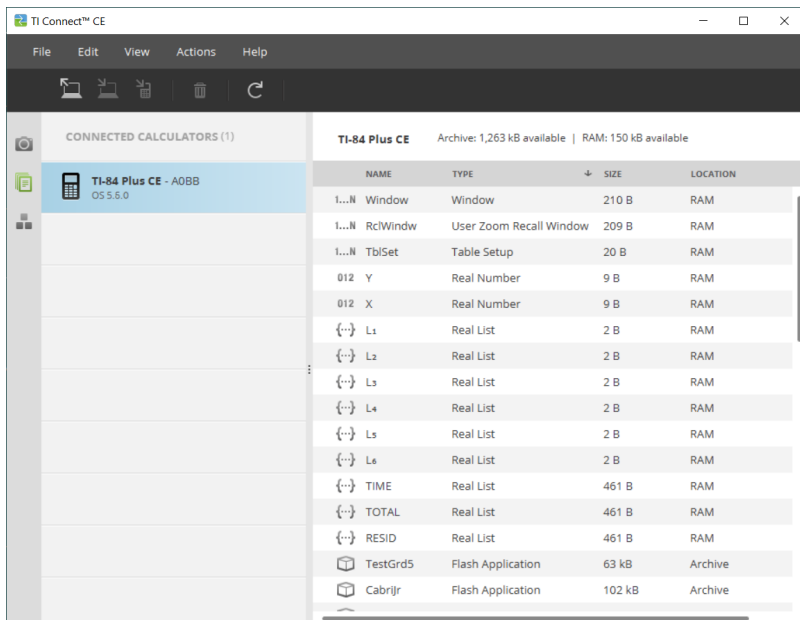 TI Connect™ CE
File Edit View Actions Help
CONNECTED CALCULATORS (1)
TI-84 Plus CE - A0BB
OS 5.6.0
TI-84 Plus CE Archive: 1,263 kB available | RAM: 150 kB available
NAME TYPE SIZE LOCATION
1...N Window Window 210 B RAM
1...N RclWindw User Zoom Recall Window 209 B RAM
1...N TblSet Table Setup 20 B RAM
012 Y Real Number 9 B RAM
012 X Real Number 9 B RAM
{···} L₁ Real List 2 B RAM
{···} L₂ Real List 2 B RAM
{···} L₃ Real List 2 B RAM
{···} L₄ Real List 2 B RAM
{···} L₅ Real List 2 B RAM
{···} L₆ Real List 2 B RAM
{···} TIME Real List 461 B RAM
{···} TOTAL Real List 461 B RAM
{···} RESID Real List 461 B RAM
TestGrd5 Flash Application 63 kB Archive
CabriJr Flash Application 102 kB Archive